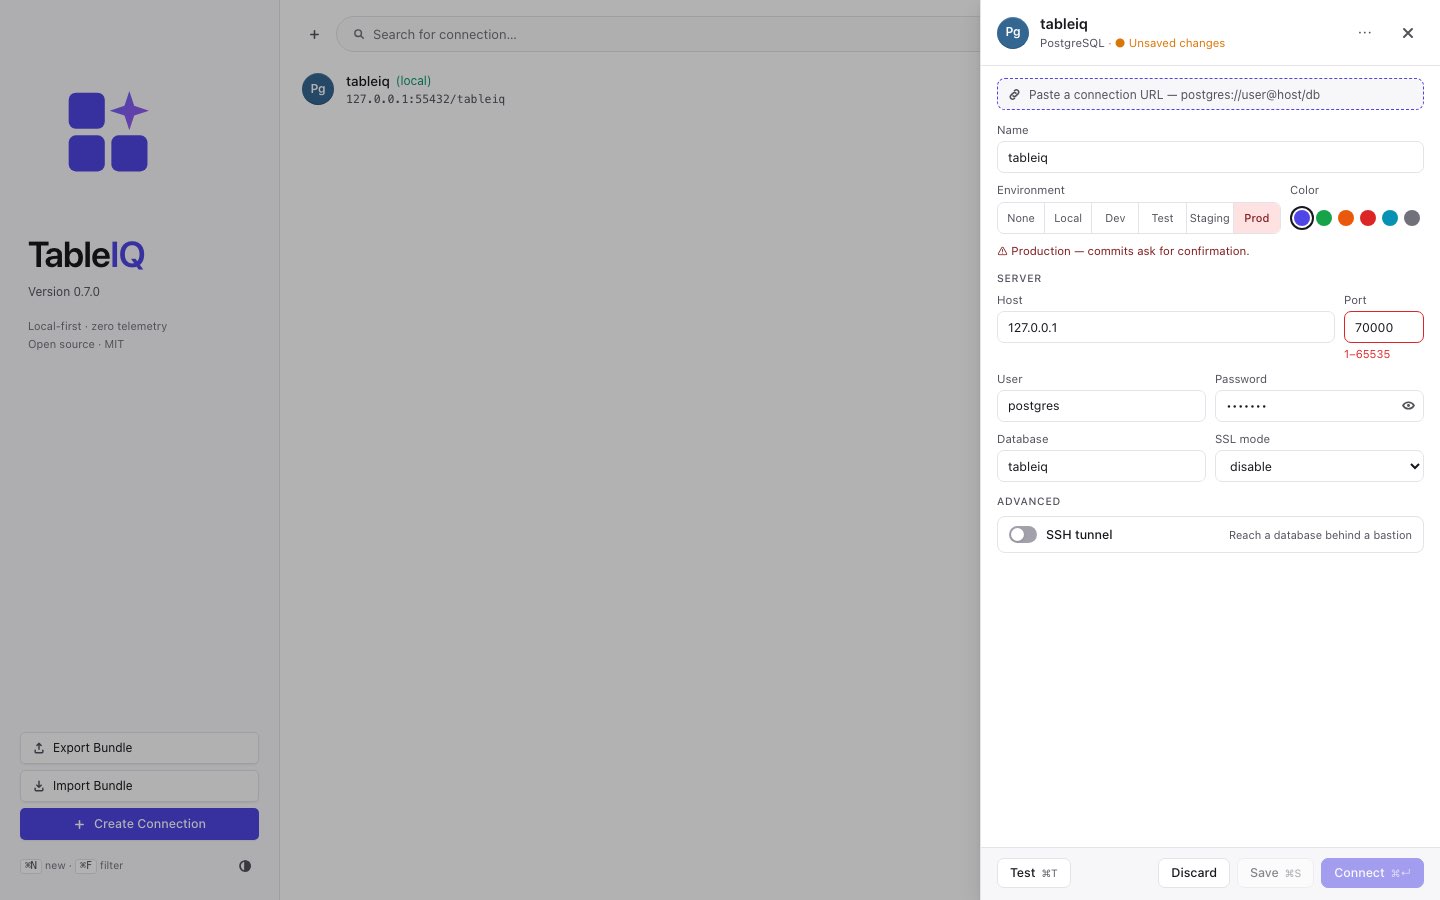 TableIQ
Version 0.7.0
Local-first · zero telemetry
Open source · MIT
Export Bundle
Import Bundle
+ Create Connection
⌘N new · ⌘F filter
+
Search for connection...
Pg
tableiq (local)
127.0.0.1:55432/tableiq
Pg
tableiq
PostgreSQL · ● Unsaved changes
Paste a connection URL — postgres://user@host/db
Name
tableiq
Environment Color
None Local Dev Test Staging Prod
⚠ Production — commits ask for confirmation.
SERVER
Host Port
127.0.0.1 70000
1–65535
User Password
postgres •••••••
Database SSL mode
tableiq disable
ADVANCED
SSH tunnel Reach a database behind a bastion
Test ⌘T Discard Save ⌘S Connect ⌘↵